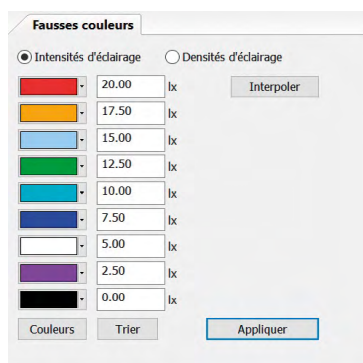 Fausses couleurs
Intensités d'éclairage Densités d'éclairage
20.00 lx Interpoler
17.50 lx
15.00 lx
12.50 lx
10.00 lx
7.50 lx
5.00 lx
2.50 lx
0.00 lx
Couleurs Trier Appliquer